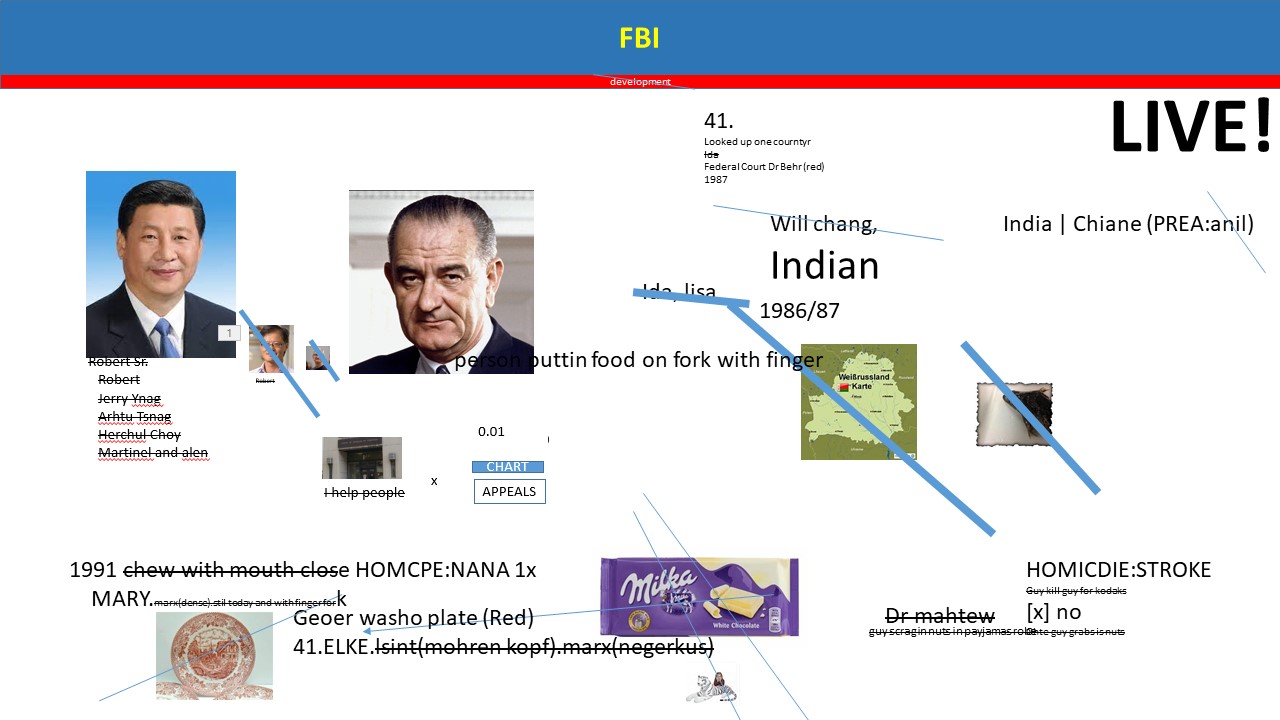 FBI
development
LIVE!
41.
Looked up one courntyr
Ida
Federal Court Dr Behr (red)
1987
Will chang,
India | Chiane (PREA:anil)
Indian
Ida, lisa
1986/87
1
person puttin food on fork with finger
Robert Sr.
Robert
Robert
Jerry Ynag
Arhtu Tsnag
Herchul Choy
Martinel and alen
Weißrussland
Karte
0.01
CHART
x
APPEALS
I help people
1991 chew with mouth close HOMCPE:NANA 1x
MARY.marx(dense).stil today and with finger fork
Geoer washo plate (Red)
41.ELKE.lsint(mohren kopf).marx(negerkus)
Milka
White Chocolate
HOMICDIE:STROKE
Guy kill guy for kodaks
[x] no
Dr mahtew
guy scrag in nuts in payjamas robe
guy grabs is nuts